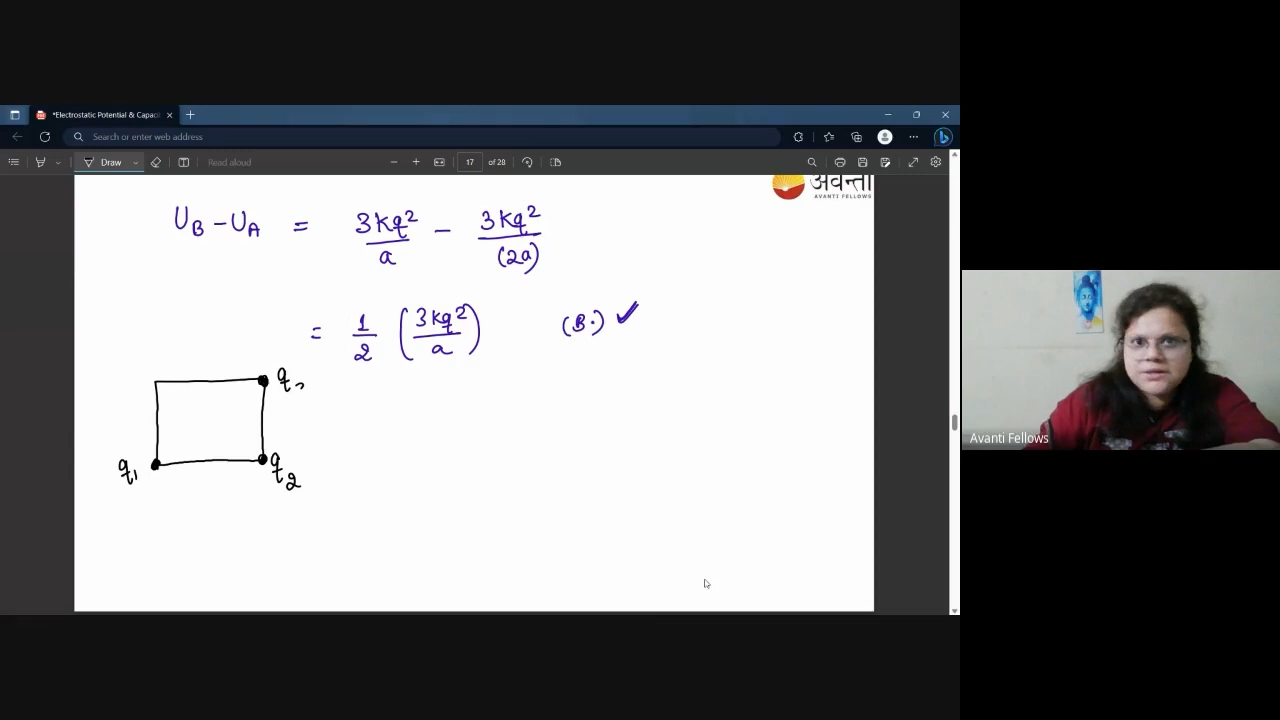 *Electrostatic Potential & Capaci
Search or enter web address
Draw
Read aloud
17 of 28
अवन्ती
AVANTI FELLOWS
U_B - U_A = 3kq²/a - 3kq²/(2a)
= 1/2 (3kq²/a) (B.) ✓
q
q₁ q₂
Avanti Fellows